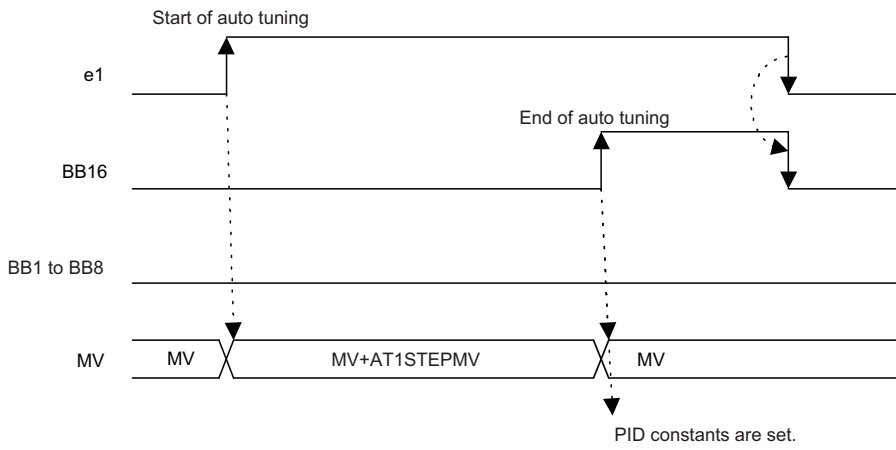 Start of auto tuning
e1
End of auto tuning
BB16
BB1 to BB8
MV MV MV+AT1STEPMV MV
PID constants are set.